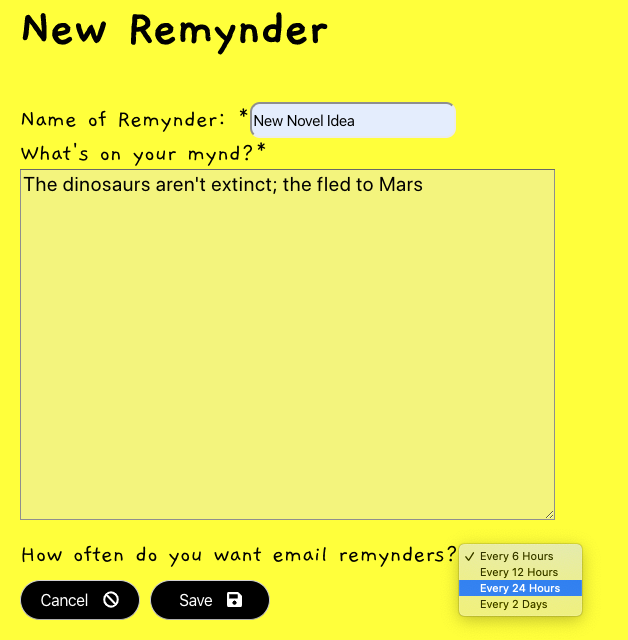 New Remynder
Name of Remynder: *New Novel Idea
What's on your mynd?*
The dinosaurs aren't extinct; the fled to Mars
How often do you want email remynders?
✓ Every 6 Hours
Every 12 Hours
Every 24 Hours
Every 2 Days
Cancel
Save